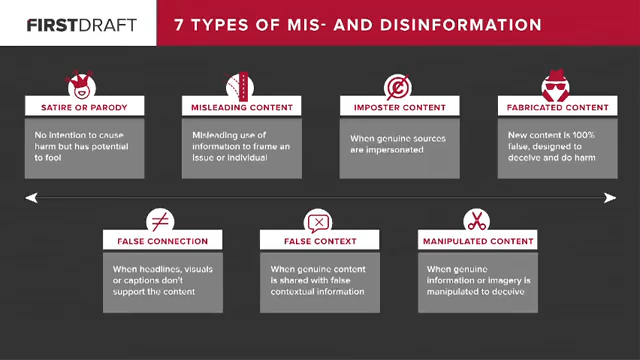 FIRSTDRAFT
7 TYPES OF MIS- AND DISINFORMATION
SATIRE OR PARODY
No intention to cause
harm but has potential
to fool
MISLEADING CONTENT
Misleading use of
information to frame an
issue or individual
IMPOSTER CONTENT
When genuine sources
are impersonated
FABRICATED CONTENT
New content is 100%
false, designed to
deceive and do harm
FALSE CONNECTION
When headlines, visuals
or captions don't
support the content
FALSE CONTEXT
When genuine content
is shared with false
contextual information
MANIPULATED CONTENT
When genuine
information or imagery is
manipulated to deceive